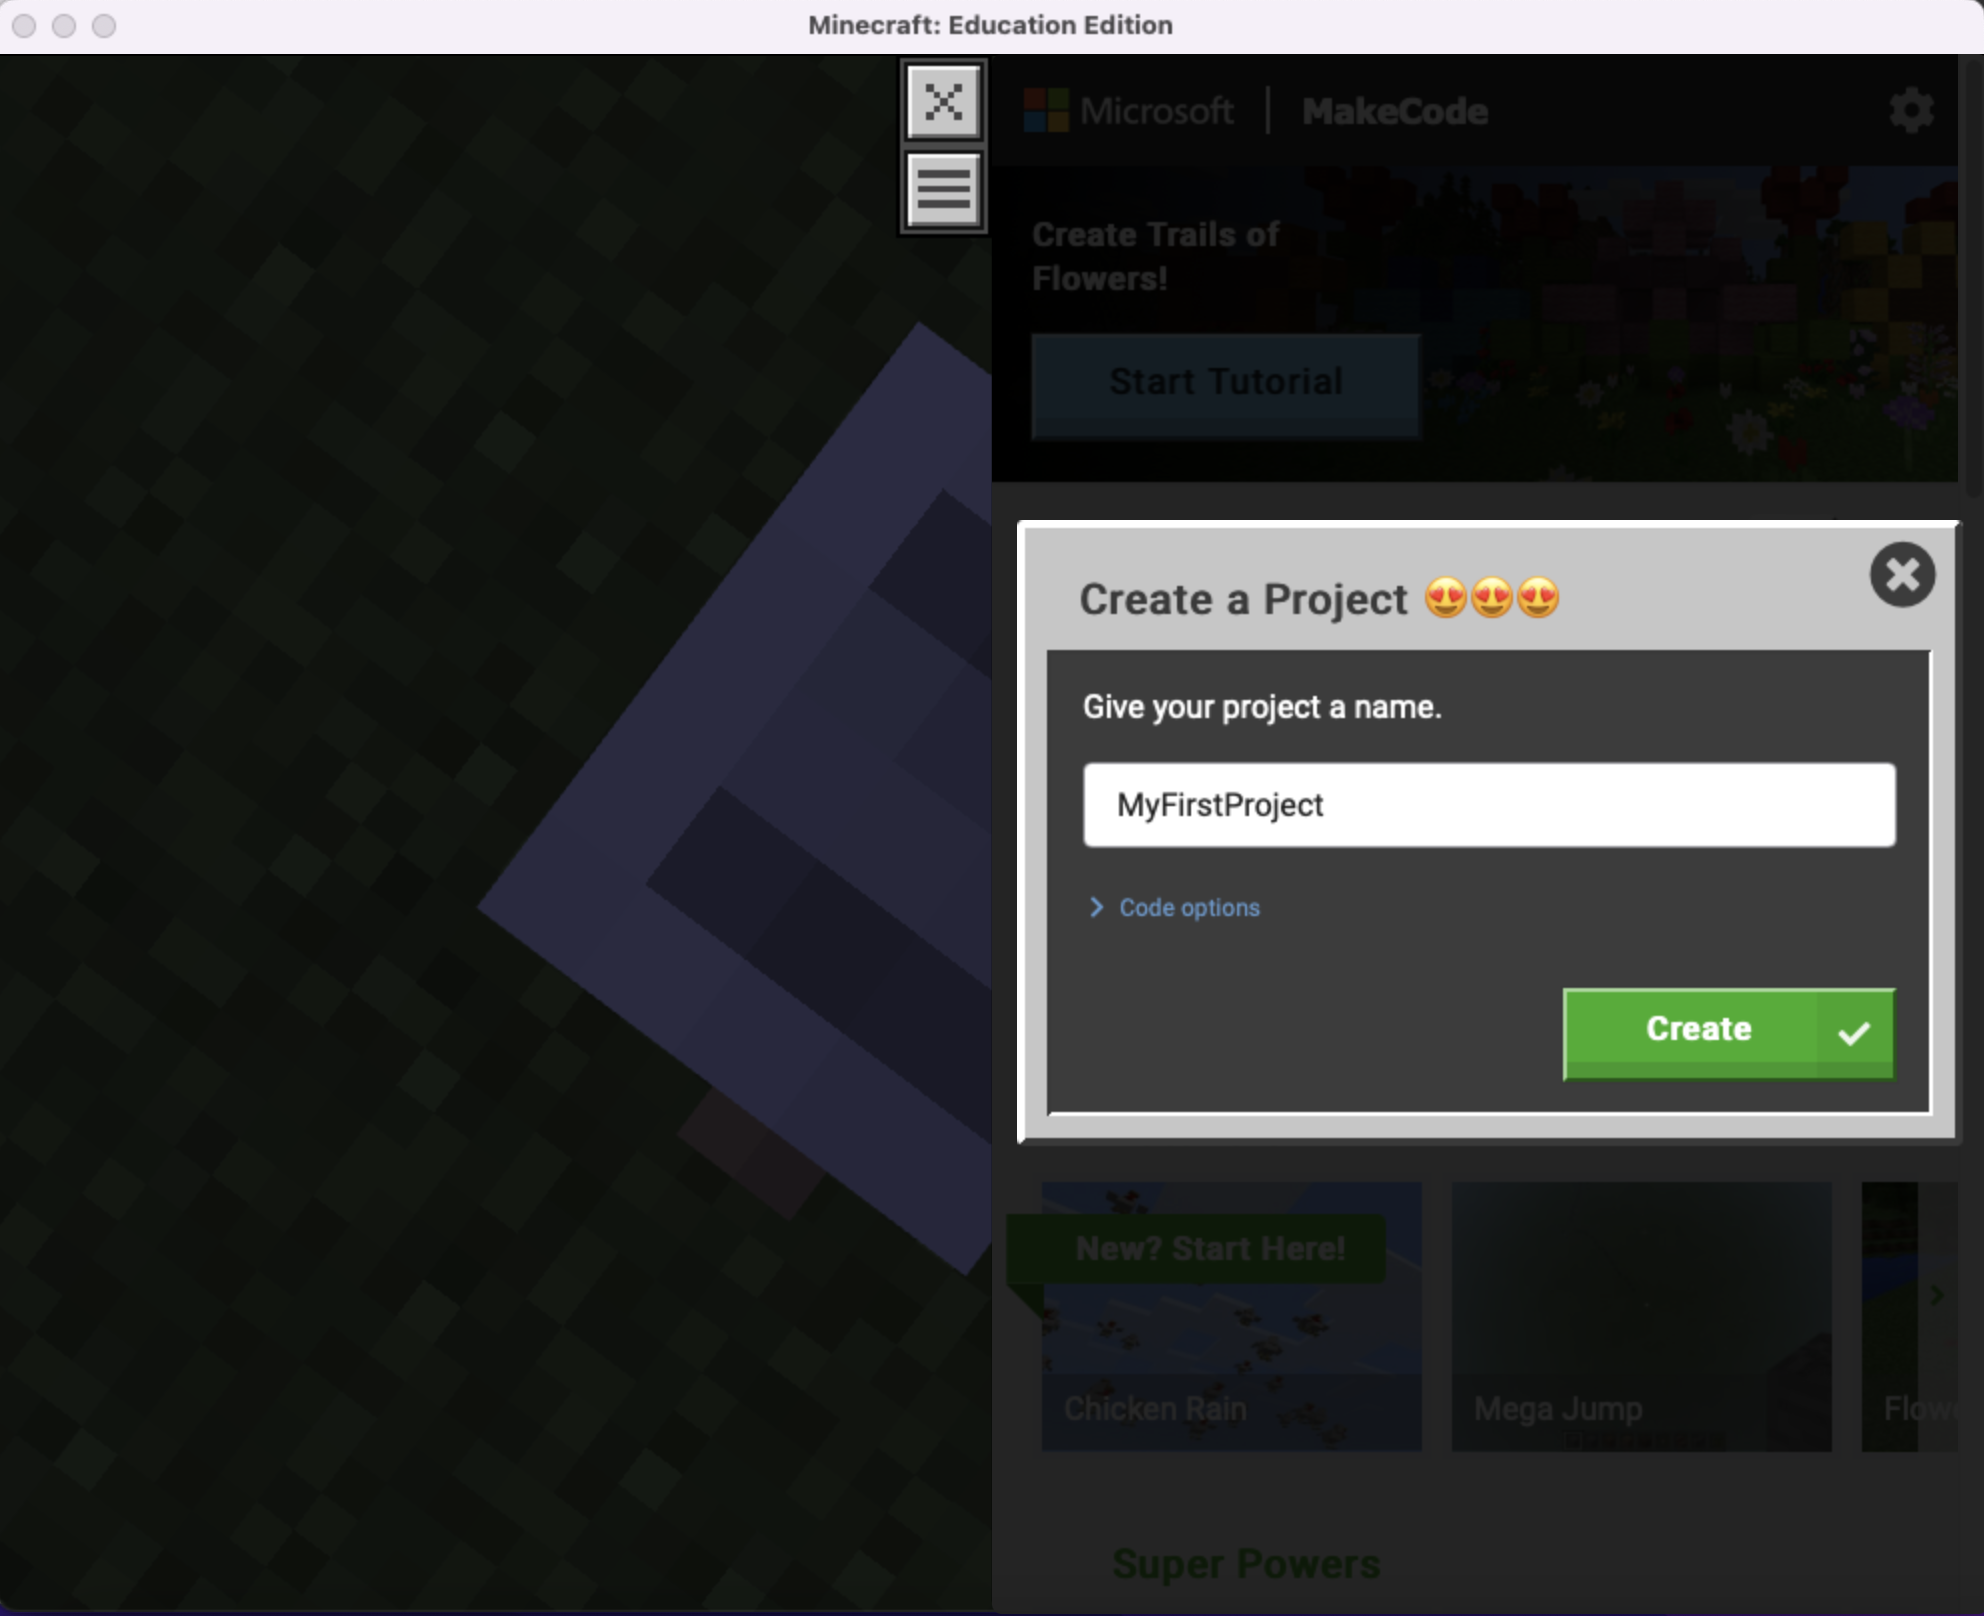 Minecraft: Education Edition
Microsoft | MakeCode
Create Trails of
Flowers!
Start Tutorial
Create a Project 😍😍😍
Give your project a name.
MyFirstProject
Code options
Create
New? Start Here!
Chicken Rain
Mega Jump
Flow
Super Powers